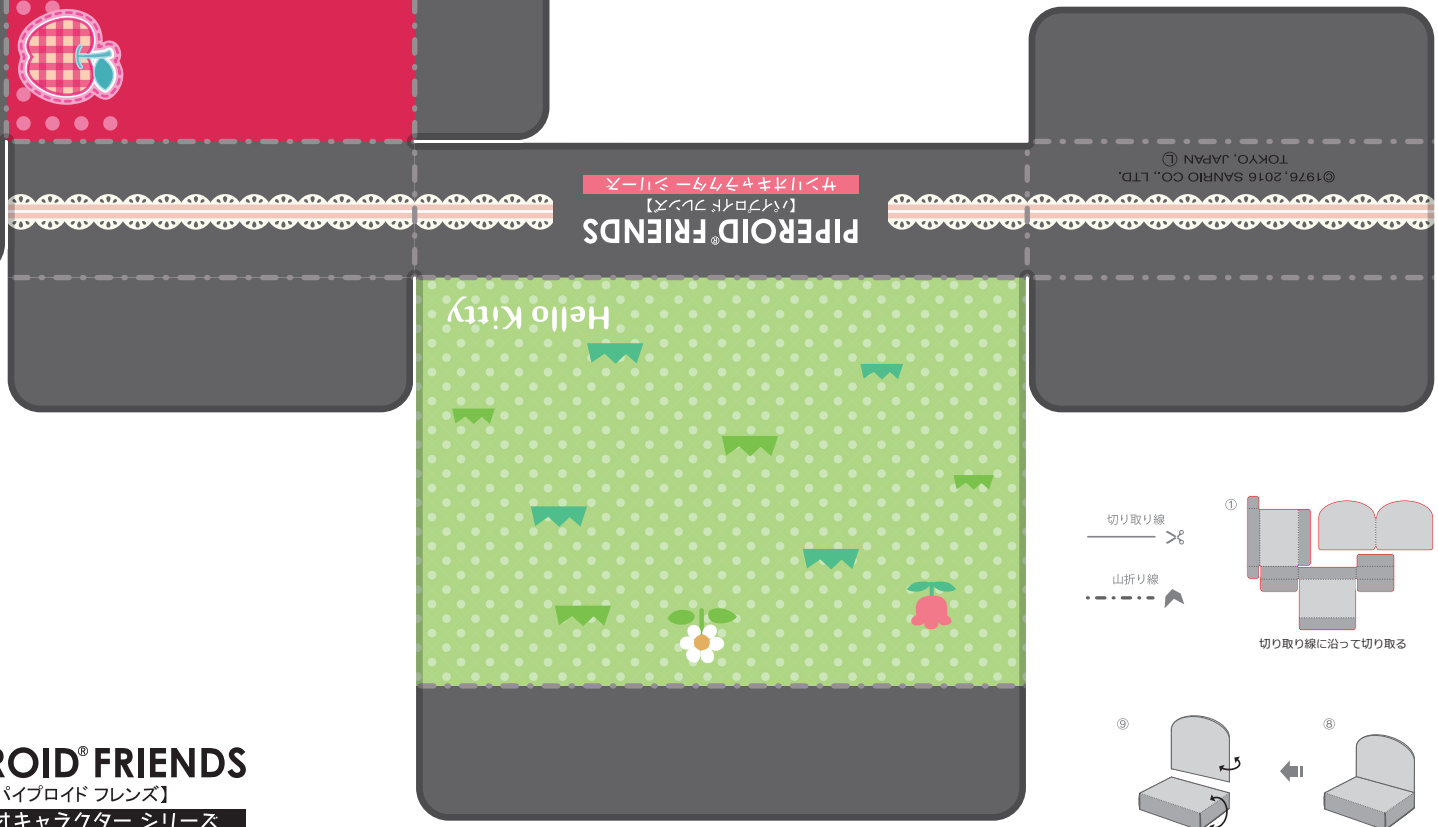 ©1976, 2016 SANRIO CO., LTD.
TOKYO, JAPAN Ⓛ
PIPEROID® FRIENDS
【パイプロイド フレンズ】
サンリオキャラクター シリーズ
Hello Kitty
切り取り線
山折り線
①
切り取り線に沿って切り取る
⑨
⑧
ROID® FRIENDS
パイプロイド フレンズ】
オキャラクター シリーズ